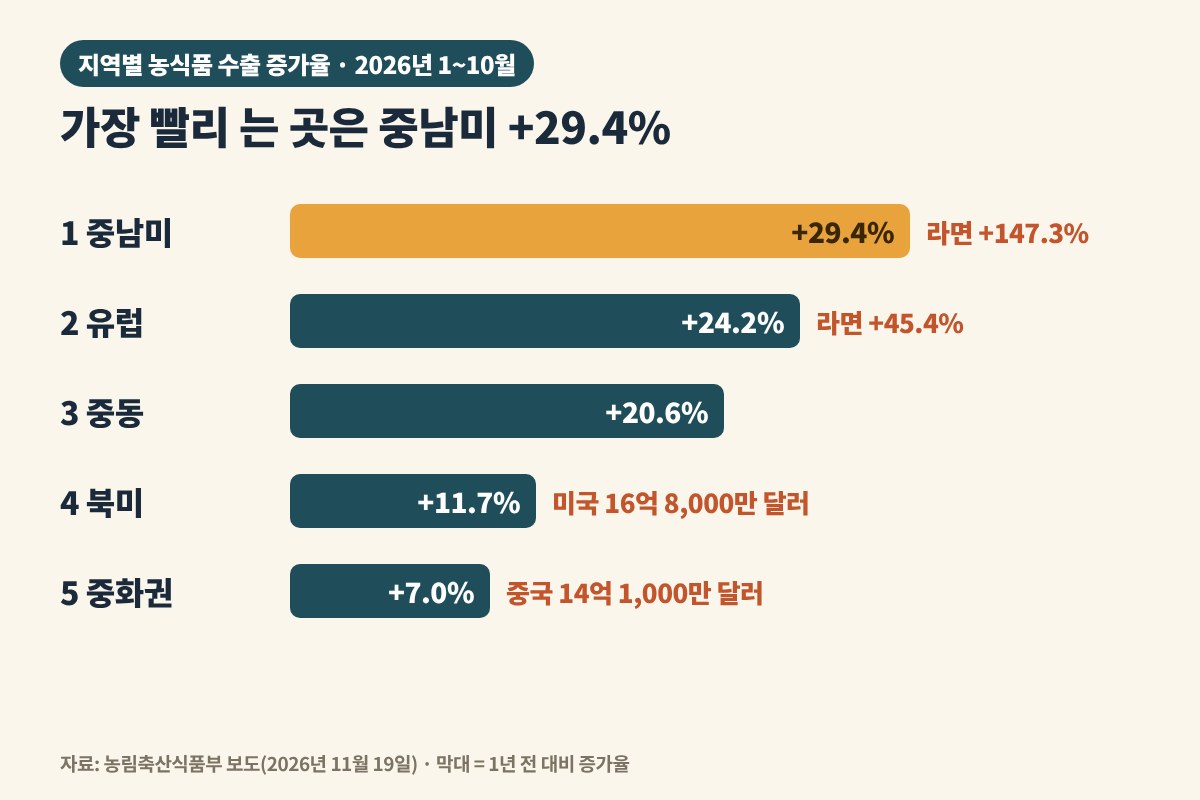 지역별 농식품 수출 증가율 · 2026년 1~10월
가장 빨리 는 곳은 중남미 +29.4%
1 중남미 +29.4% 라면 +147.3%
2 유럽 +24.2% 라면 +45.4%
3 중동 +20.6%
4 북미 +11.7% 미국 16억 8,000만 달러
5 중화권 +7.0% 중국 14억 1,000만 달러
자료: 농림축산식품부 보도(2026년 11월 19일) · 막대 = 1년 전 대비 증가율